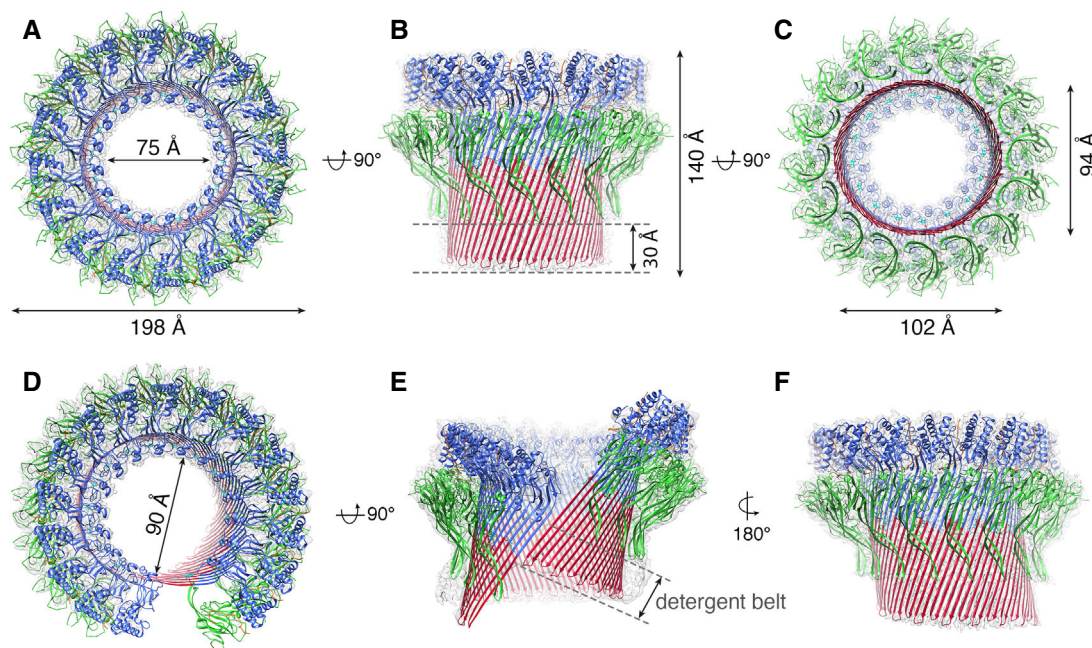 A
B
C
75 Å
90°
140 Å
90°
94 Å
30 Å
198 Å
102 Å
D
E
F
90 Å
90°
180°
detergent belt